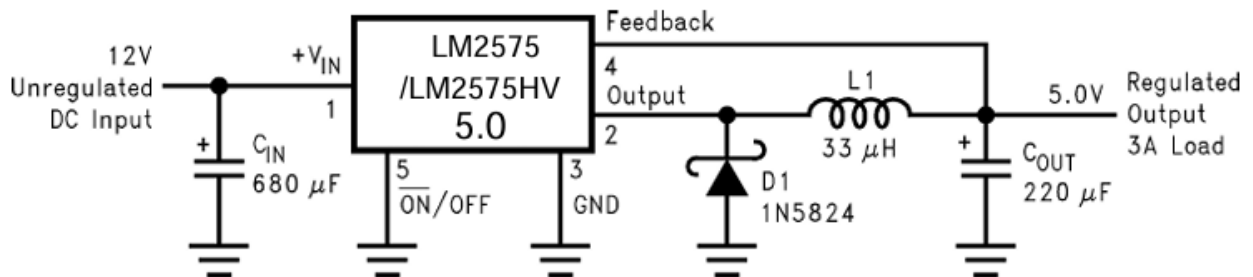 Feedback
12V
Unregulated
DC Input
+VIN
1
LM2575
/LM2575HV
5.0
4
Output
2
L1
33 μH
5.0V
Regulated
Output
3A Load
+
CIN
680 μF
5
ON/OFF
3
GND
D1
1N5824
+
COUT
220 μF